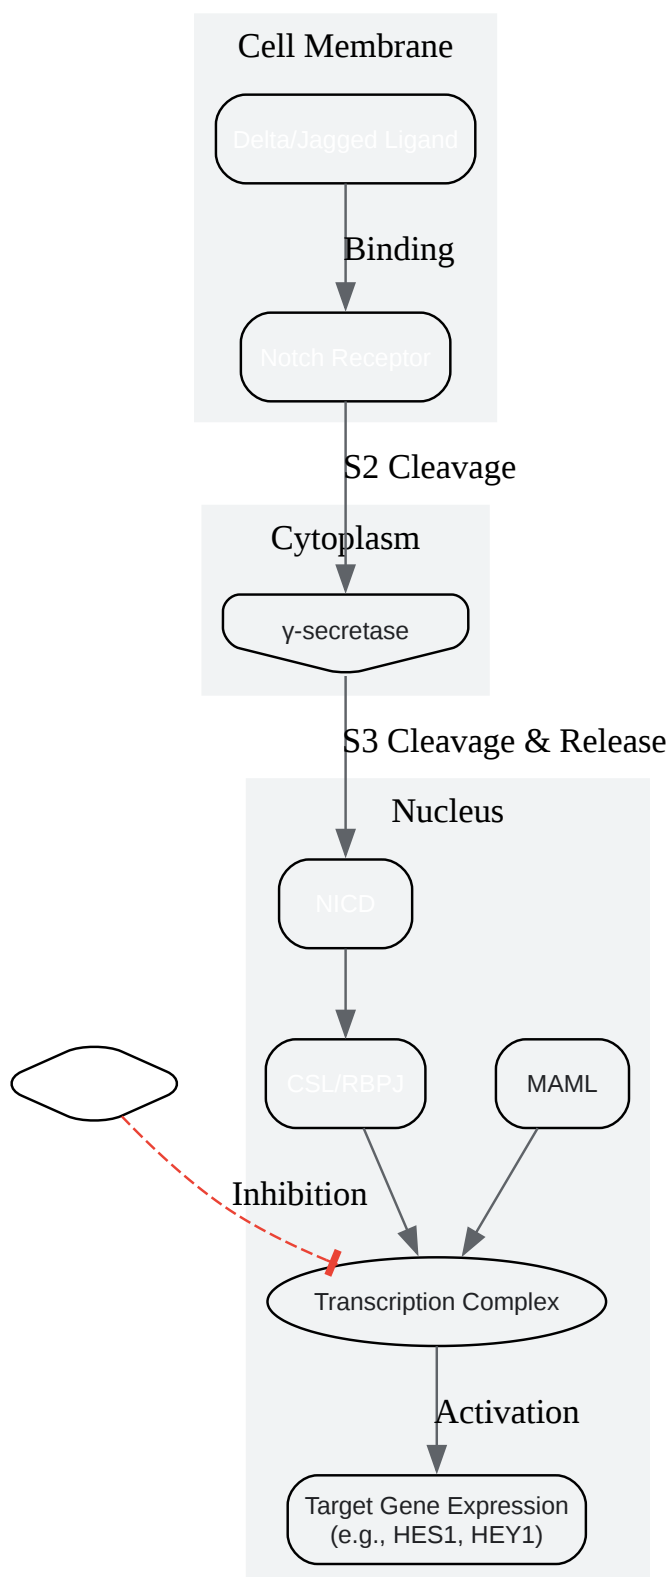 Cell Membrane
Delta/Jagged Ligand
Binding
Notch Receptor
S2 Cleavage
Cytoplasm
γ-secretase
S3 Cleavage & Release
Nucleus
NICD
CSL/RBPJ
MAML
Inhibition
Transcription Complex
Activation
Target Gene Expression
(e.g., HES1, HEY1)